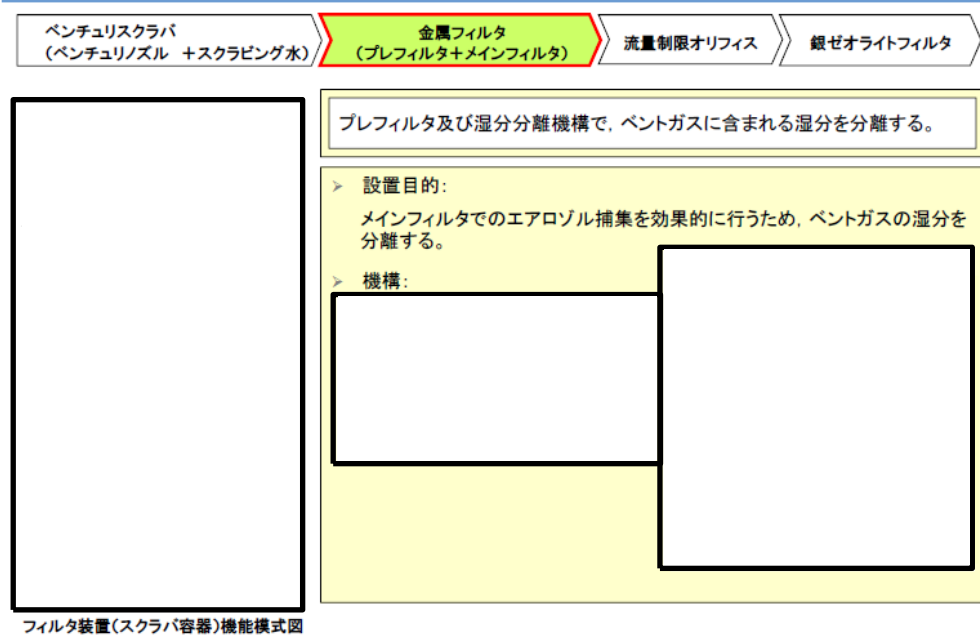 ベンチュリスクラバ
(ベンチュリノズル ＋スクラビング水)
金属フィルタ
(プレフィルタ＋メインフィルタ)
流量制限オリフィス
銀ゼオライトフィルタ
プレフィルタ及び湿分分離機構で，ベントガスに含まれる湿分を分離する。
➢ 設置目的：
メインフィルタでのエアロゾル捕集を効果的に行うため，ベントガスの湿分を
分離する。
➢ 機構：
フィルタ装置(スクラバ容器)機能模式図